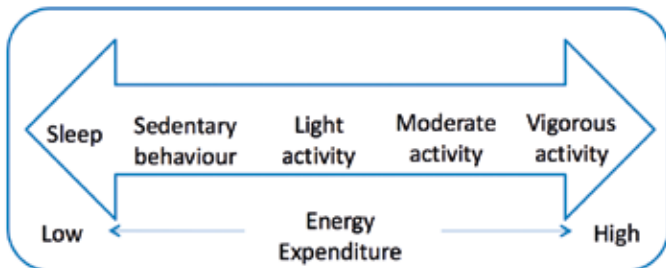 Sleep
Sedentary
behaviour
Light
activity
Moderate
activity
Vigorous
activity
Low
Energy
Expenditure
High